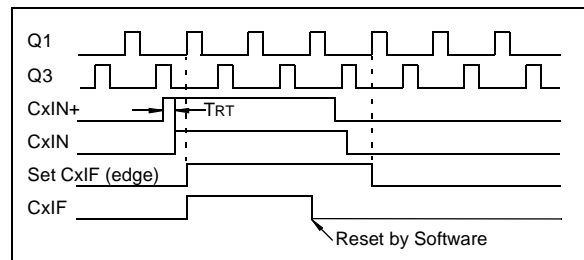 Q1
Q3
CxIN+
TRT
CxIN
Set CxIF (edge)
CxIF
Reset by Software